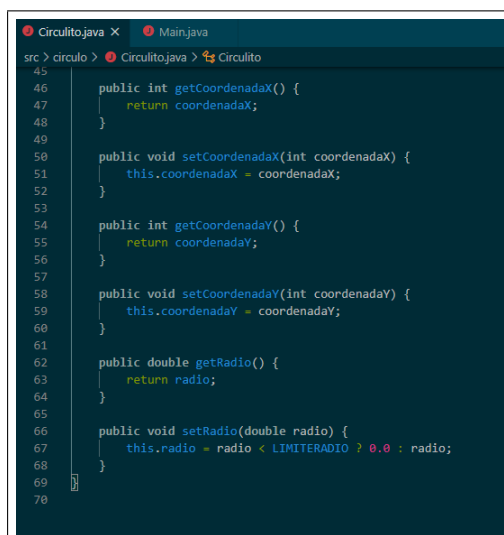 Circulito.java × Main.java
src > circulo > Circulito.java > Circulito
45
46 public int getCoordenadaX() {
47 return coordenadaX;
48 }
49
50 public void setCoordenadaX(int coordenadaX) {
51 this.coordenadaX = coordenadaX;
52 }
53
54 public int getCoordenadaY() {
55 return coordenadaY;
56 }
57
58 public void setCoordenadaY(int coordenadaY) {
59 this.coordenadaY = coordenadaY;
60 }
61
62 public double getRadio() {
63 return radio;
64 }
65
66 public void setRadio(double radio) {
67 this.radio = radio < LIMITERADIO ? 0.0 : radio;
68 }
69 }
70